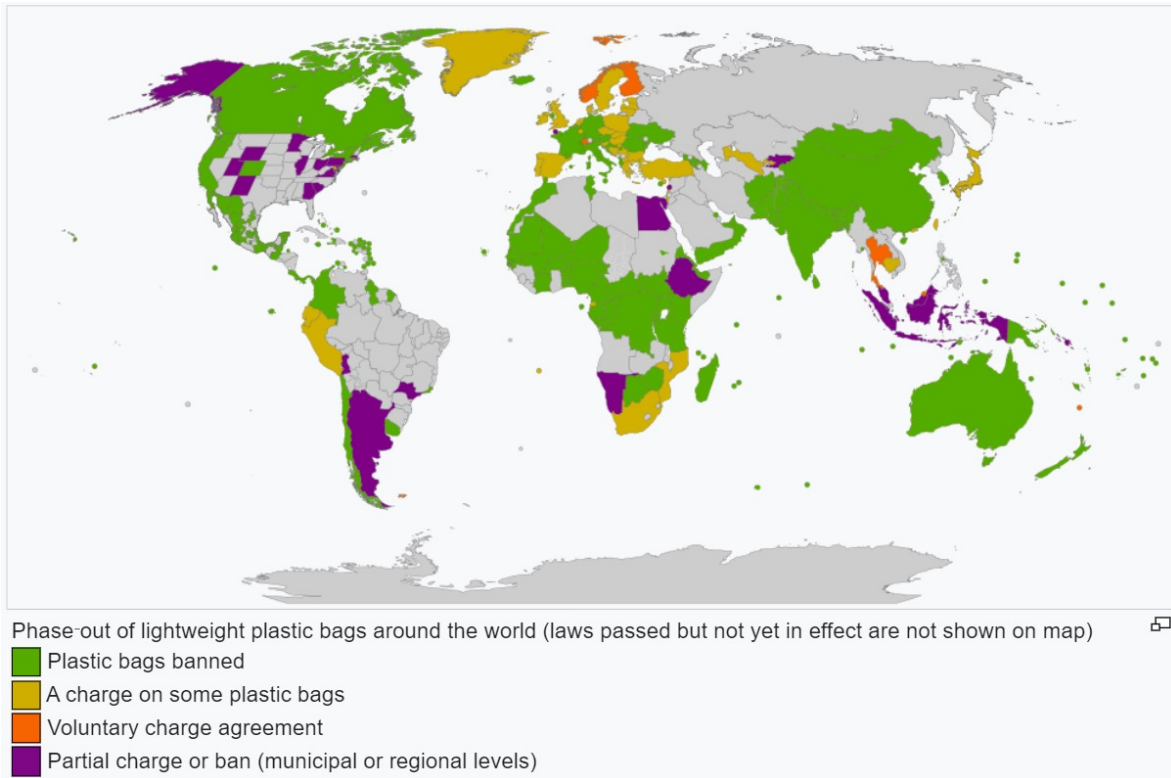 Phase-out of lightweight plastic bags around the world (laws passed but not yet in effect are not shown on map)
Plastic bags banned
A charge on some plastic bags
Voluntary charge agreement
Partial charge or ban (municipal or regional levels)